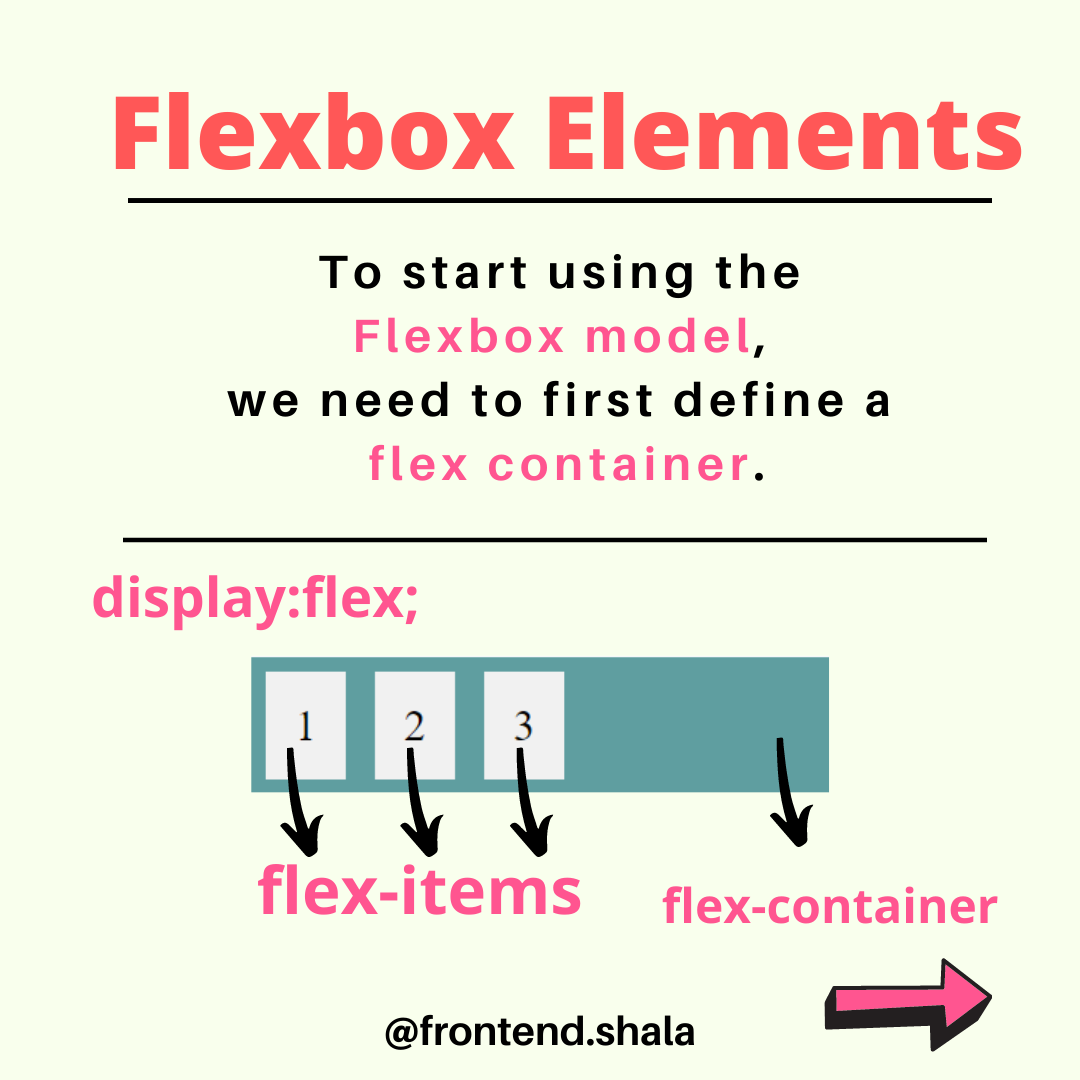 Flexbox Elements
To start using the
Flexbox model,
we need to first define a
flex container.
display:flex;
1 2 3
flex-items
flex-container
@frontend.shala